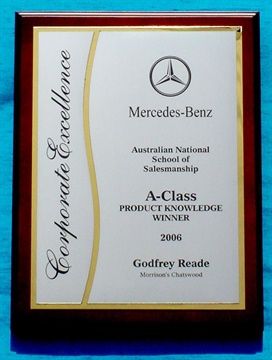 Corporate Excellence
Mercedes-Benz
Australian National
School of
Salesmanship
A-Class
PRODUCT KNOWLEDGE
WINNER
2006
Godfrey Reade
Morrison's Chatswood